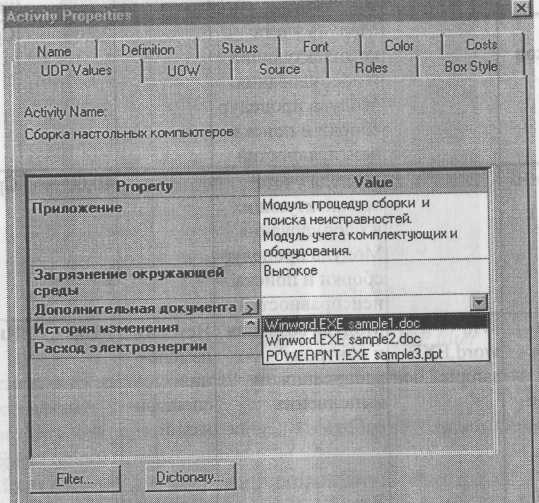 Activity Properties
Name Definition Status Font Color Costs
UDP Values UOW Source Roles Box Style
Activity Name:
Сборка настольных компьютеров
Property Value
Приложение Модуль процедур сборки и
поиска неисправностей.
Модуль учета комплектующих и
оборудования.
Загрязнение окружающей Высокое
среды
Дополнительная документа >
История изменения
Winword.EXE sample1.doc
Winword.EXE sample2.doc
Расход электроэнергии
POWERPNT.EXE sample3.ppt
Filter... Dictionary...